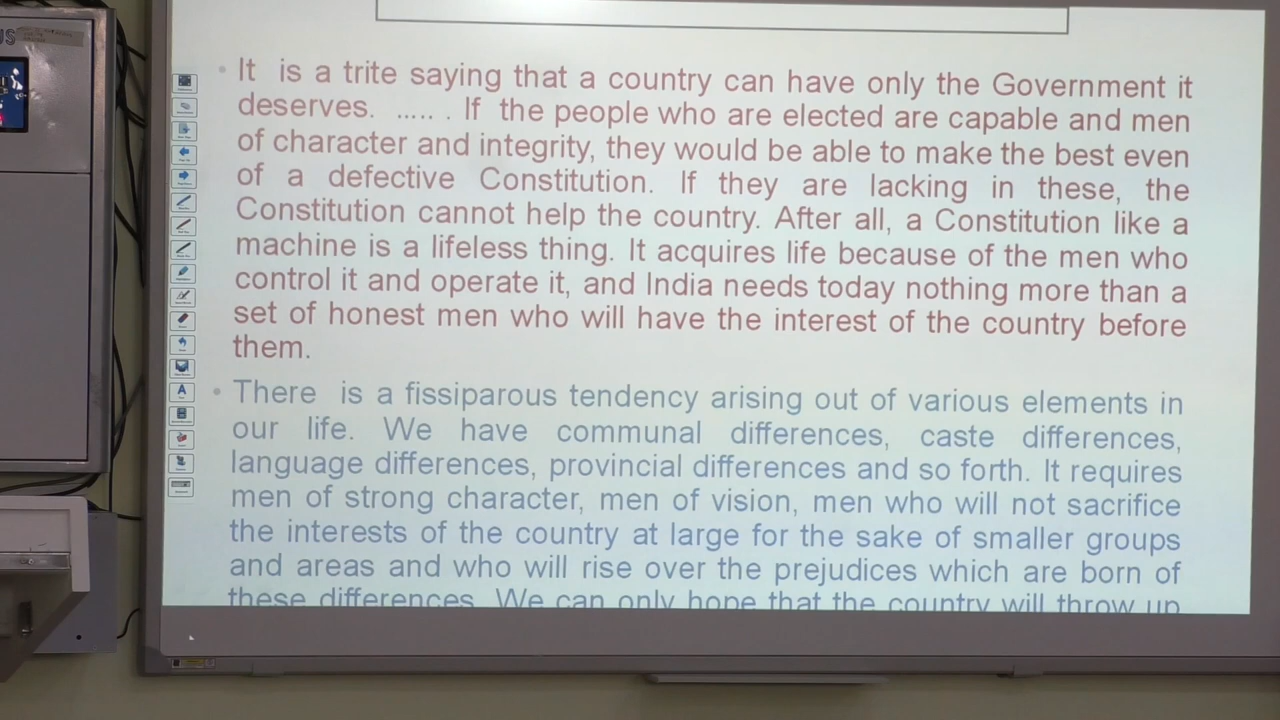 US
It is a trite saying that a country can have only the Government it
deserves. ..... . If the people who are elected are capable and men
of character and integrity, they would be able to make the best even
of a defective Constitution. If they are lacking in these, the
Constitution cannot help the country. After all, a Constitution like a
machine is a lifeless thing. It acquires life because of the men who
control it and operate it, and India needs today nothing more than a
set of honest men who will have the interest of the country before
them.
There is a fissiparous tendency arising out of various elements in
our life. We have communal differences, caste differences,
language differences, provincial differences and so forth. It requires
men of strong character, men of vision, men who will not sacrifice
the interests of the country at large for the sake of smaller groups
and areas and who will rise over the prejudices which are born of
these differences. We can only hope that the country will throw up